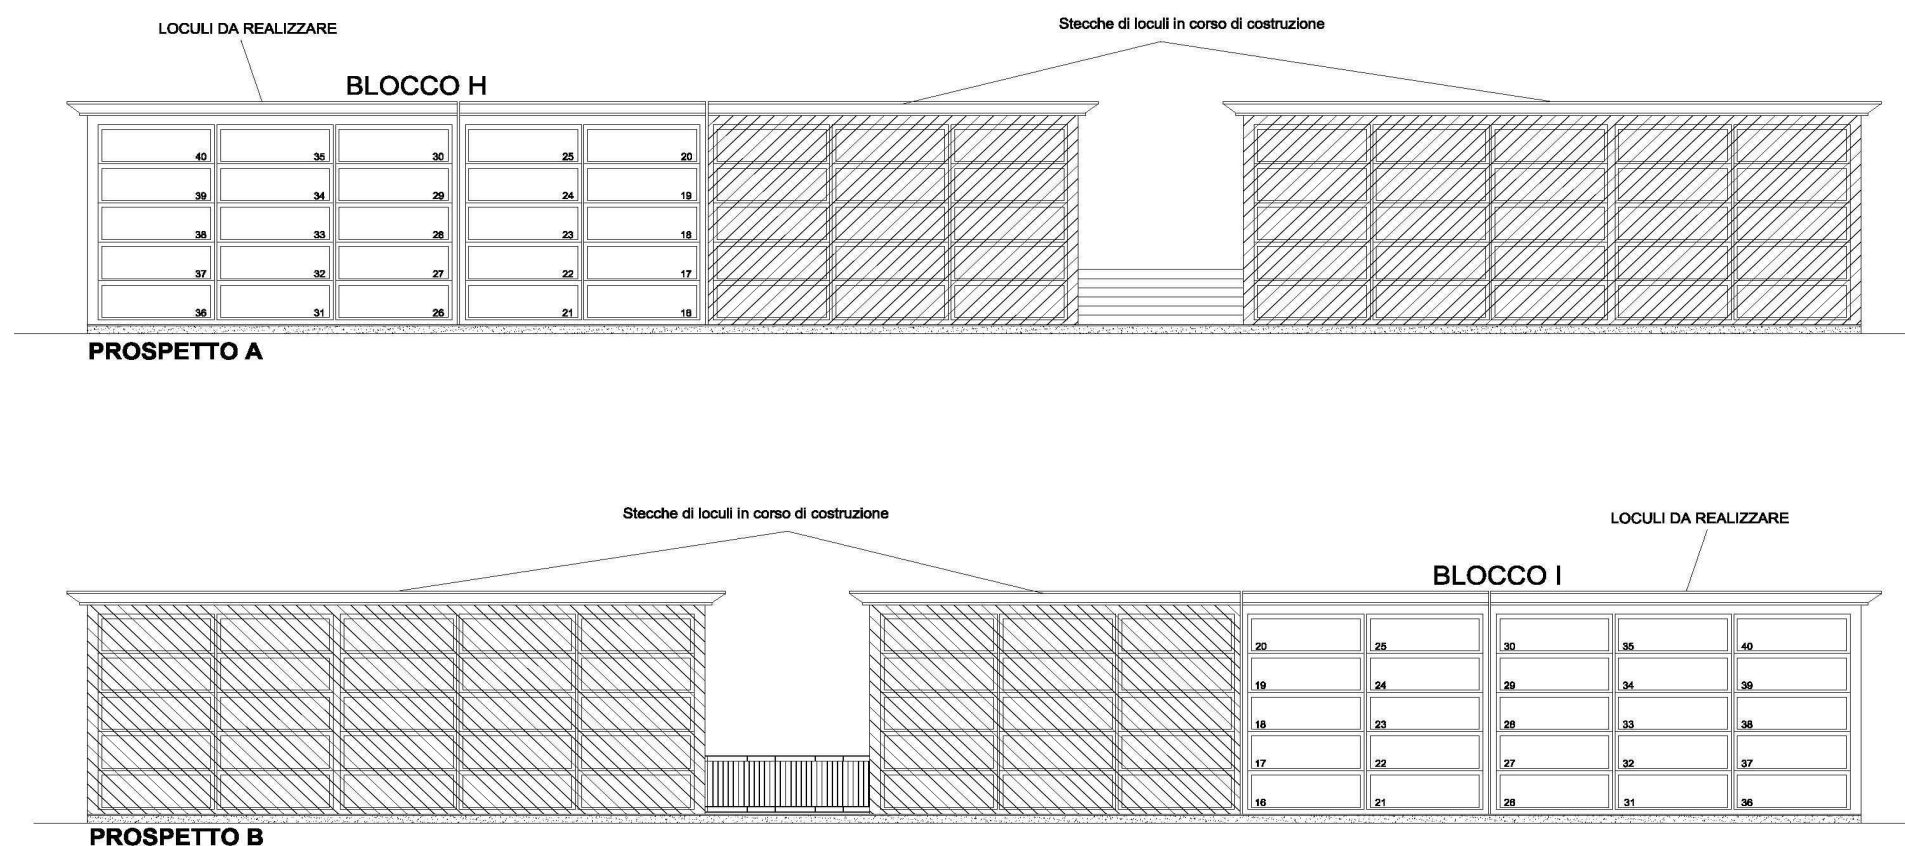 LOCULI DA REALIZZARE
Stecche di loculi in corso di costruzione
BLOCCO H
40 35 30 25 20
39 34 29 24 19
38 33 28 23 18
37 32 27 22 17
36 31 26 21 18
PROSPETTO A
Stecche di loculi in corso di costruzione
LOCULI DA REALIZZARE
BLOCCO I
20 25 30 35 40
19 24 29 34 39
18 23 28 33 38
17 22 27 32 37
16 21 26 31 36
PROSPETTO B